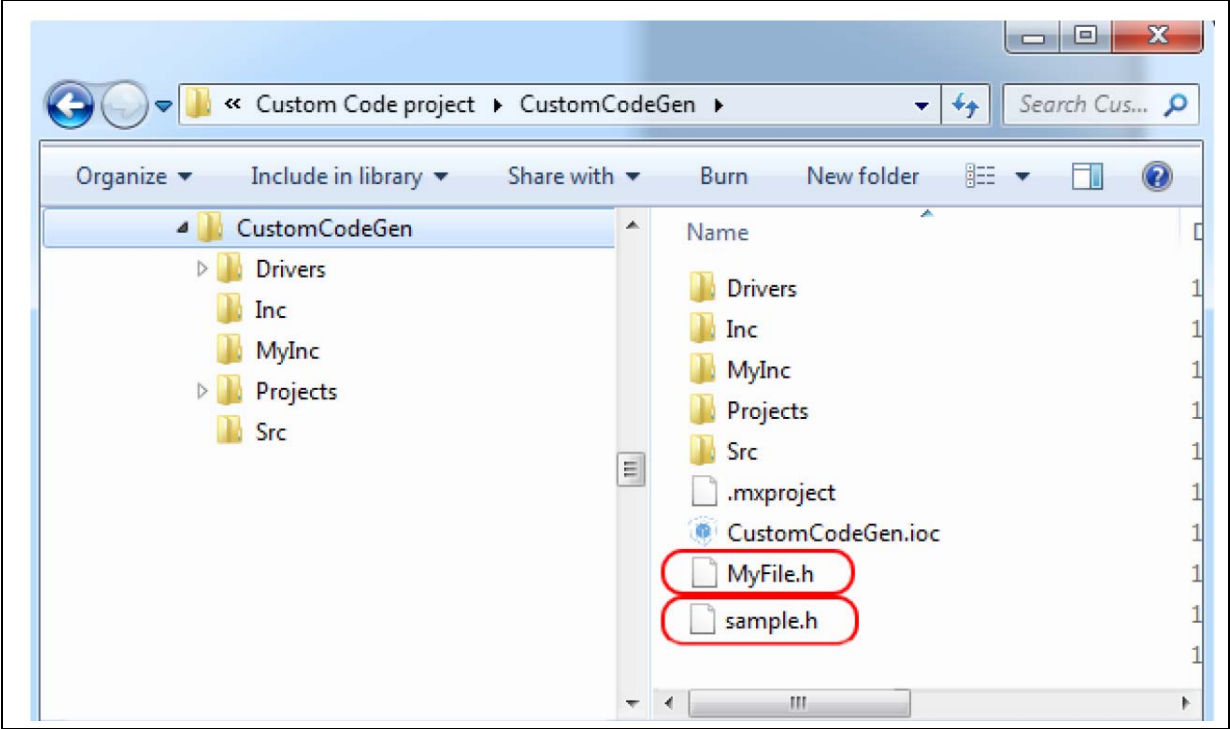 « Custom Code project ▸ CustomCodeGen ▸ Search Cus...
Organize ▾ Include in library ▾ Share with ▾ Burn New folder
CustomCodeGen
Drivers
Inc
MyInc
Projects
Src
Name
Drivers
Inc
MyInc
Projects
Src
.mxproject
CustomCodeGen.ioc
MyFile.h
sample.h